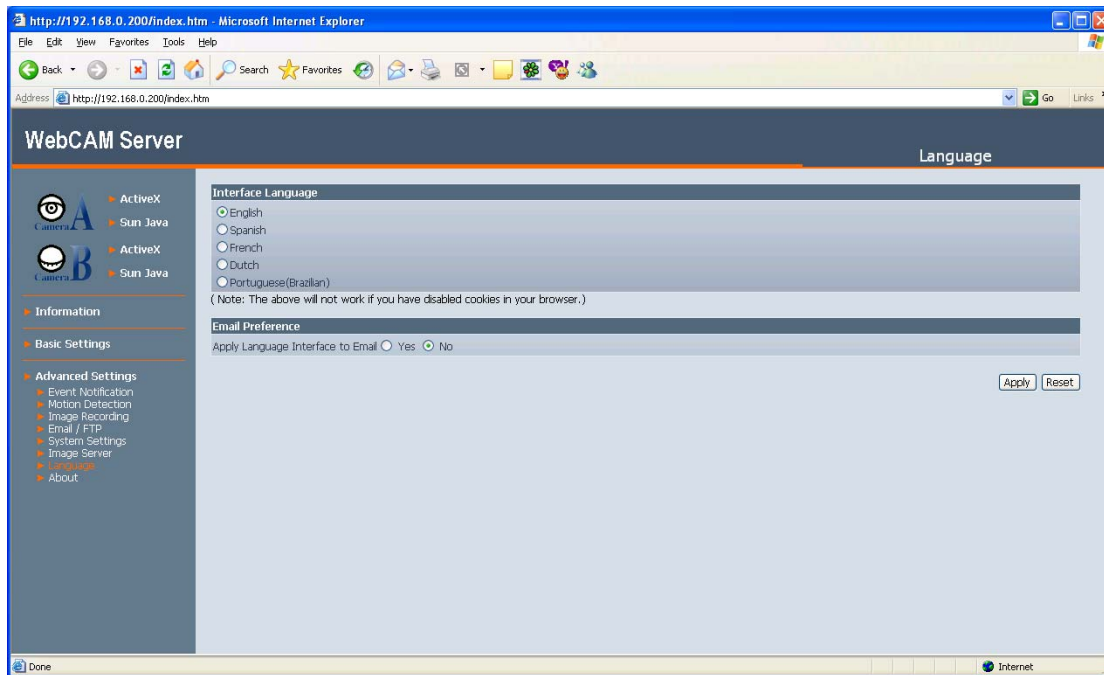 http://192.168.0.200/index.htm - Microsoft Internet Explorer
File Edit View Favorites Tools Help
Back Search Favorites
Address http://192.168.0.200/index.htm Go Links
WebCAM Server
Language
Camera A
ActiveX
Sun Java
Camera B
ActiveX
Sun Java
Information
Basic Settings
Advanced Settings
Event Notification
Motion Detection
Image Recording
Email / FTP
System Settings
Image Server
Language
About
Interface Language
English
Spanish
French
Dutch
Portuguese(Brazilian)
( Note: The above will not work if you have disabled cookies in your browser.)
Email Preference
Apply Language Interface to Email Yes No
Apply Reset
Done Internet